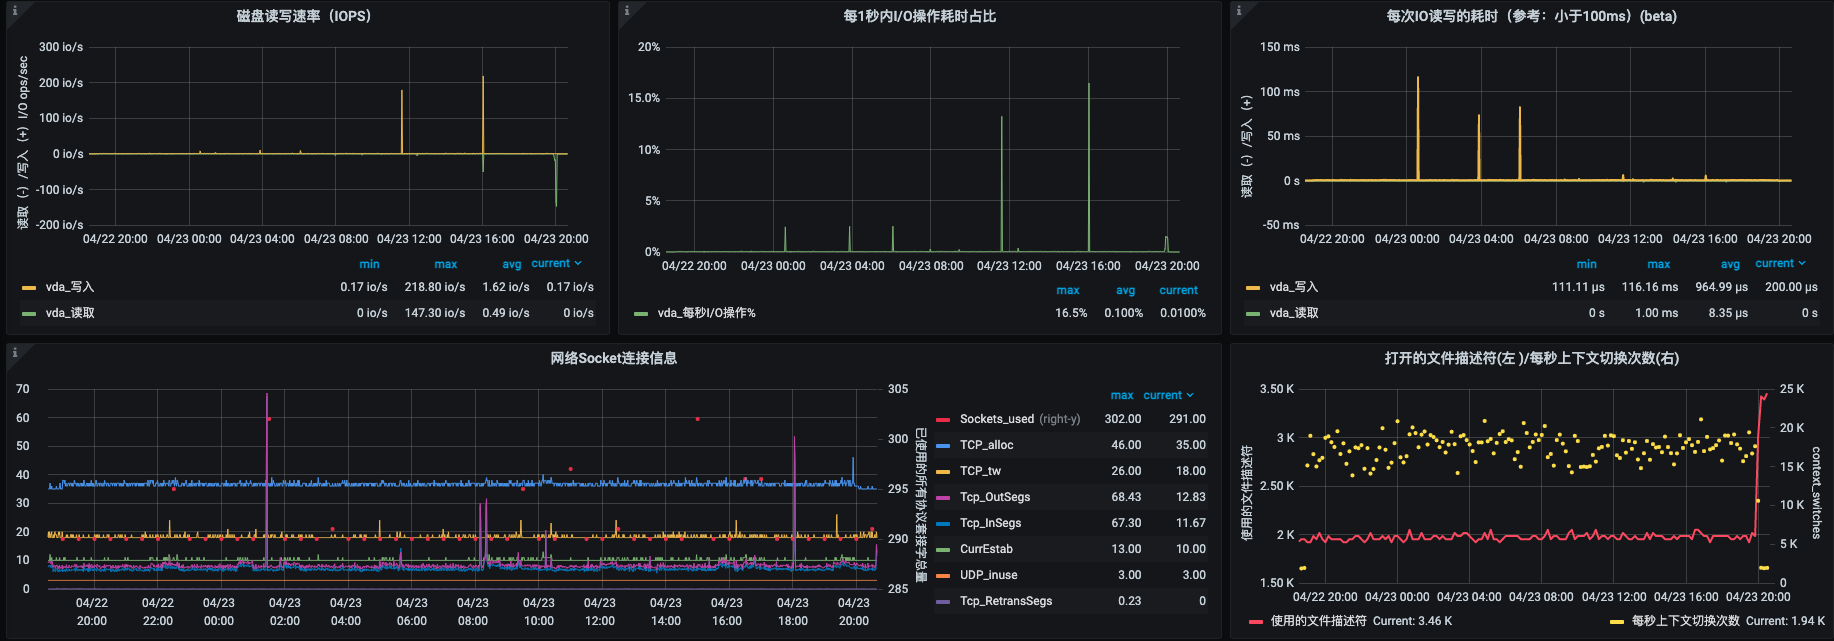 磁盘读写速率（IOPS）
读取（-）/写入（+）I/O ops/sec
300 io/s
200 io/s
100 io/s
0 io/s
-100 io/s
-200 io/s
04/22 20:00 04/23 00:00 04/23 04:00 04/23 08:00 04/23 12:00 04/23 16:00 04/23 20:00
min max avg current
vda_写入 0.17 io/s 218.80 io/s 1.62 io/s 0.17 io/s
vda_读取 0 io/s 147.30 io/s 0.49 io/s 0 io/s
每1秒内I/O操作耗时占比
20%
15.0%
10%
5%
0%
04/22 20:00 04/23 00:00 04/23 04:00 04/23 08:00 04/23 12:00 04/23 16:00 04/23 20:00
max avg current
vda_每秒I/O操作% 16.5% 0.100% 0.0100%
每次IO读写的耗时（参考：小于100ms）(beta)
读取（-）/写入（+）
150 ms
100 ms
50 ms
0 s
-50 ms
04/22 20:00 04/23 00:00 04/23 04:00 04/23 08:00 04/23 12:00 04/23 16:00 04/23 20:00
min max avg current
vda_写入 111.11 µs 116.16 ms 964.99 µs 200.00 µs
vda_读取 0 s 1.00 ms 8.35 µs 0 s
网络Socket连接信息
70
60
50
40
30
20
10
0
305
300
295
290
285
已使用的所有协议套接字总量
04/22 20:00
04/22 22:00
04/23 00:00
04/23 02:00
04/23 04:00
04/23 06:00
04/23 08:00
04/23 10:00
04/23 12:00
04/23 14:00
04/23 16:00
04/23 18:00
04/23 20:00
max current
Sockets_used (right-y) 302.00 291.00
TCP_alloc 46.00 35.00
TCP_tw 26.00 18.00
Tcp_OutSegs 68.43 12.83
Tcp_InSegs 67.30 11.67
CurrEstab 13.00 10.00
UDP_inuse 3.00 3.00
Tcp_RetransSegs 0.23 0
打开的文件描述符(左 )/每秒上下文切换次数(右)
使用的文件描述符
3.50 K
3 K
2.50 K
2 K
1.50 K
25 K
20 K
15 K
10 K
5 K
0
context_switches
04/22 20:00 04/23 00:00 04/23 04:00 04/23 08:00 04/23 12:00 04/23 16:00 04/23 20:00
使用的文件描述符 Current: 3.46 K
每秒上下文切换次数 Current: 1.94 K